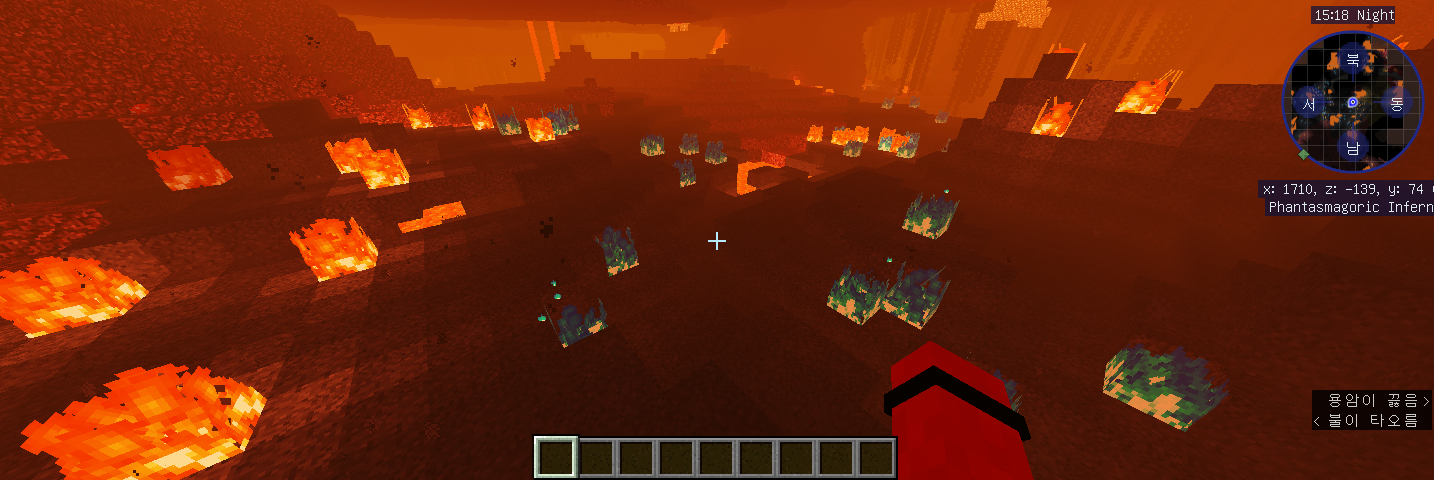 15:18 Night
북
서
동
남
x: 1710, z: -139, y: 74
Phantasmagoric Infern
용암이 끓음 >
< 불이 타오름